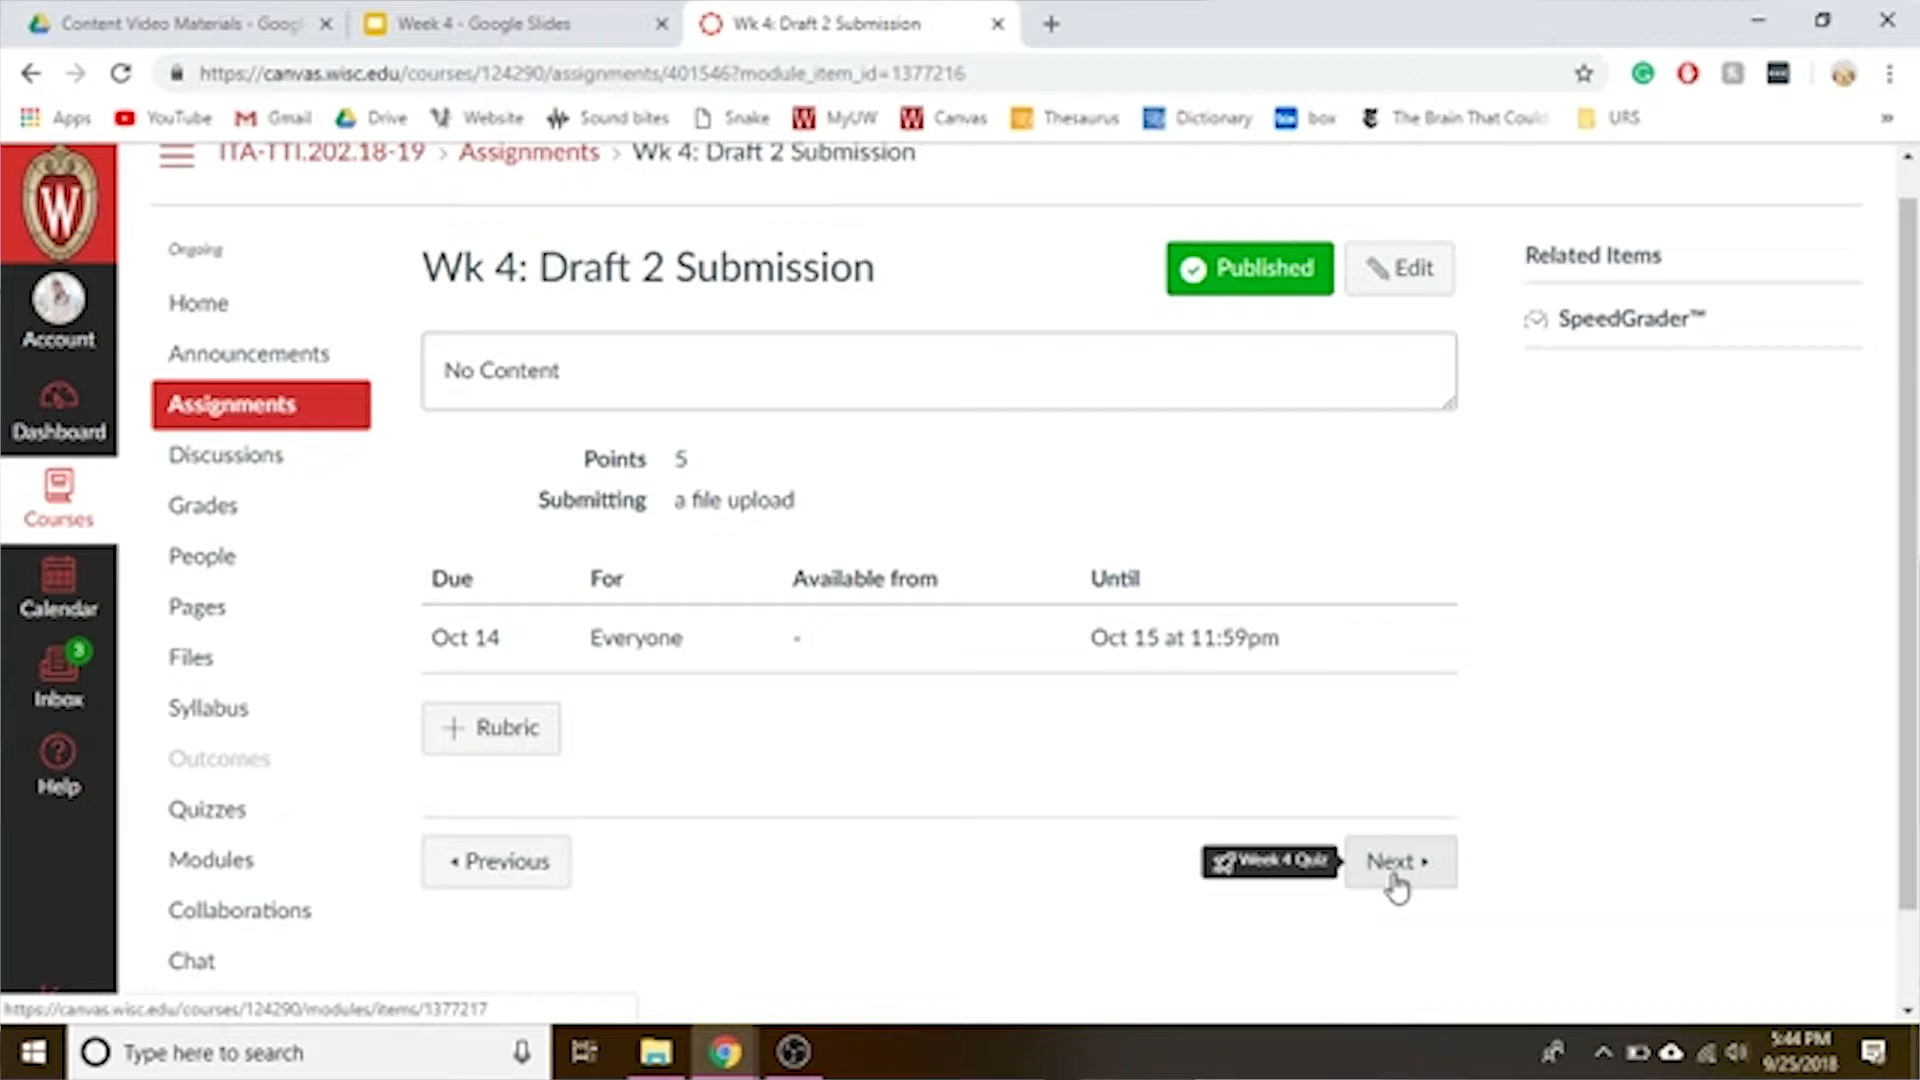 Content Video Materials - Goog
Week 4 - Google Slides
Wk 4: Draft 2 Submission
https://canvas.wisc.edu/courses/124290/assignments/401546?module_item_id=1377216
Apps
YouTube
Gmail
Drive
Website
Sound bites
Snake
MyUW
Canvas
Thesaurus
Dictionary
box
The Brain That Could
URS
»
ITA-TTI.202.18-19 › Assignments › Wk 4: Draft 2 Submission
W
Account
Dashboard
Courses
Calendar
3
Inbox
Help
Ongoing
Home
Announcements
Assignments
Discussions
Grades
People
Pages
Files
Syllabus
Outcomes
Quizzes
Modules
Collaborations
Chat
Wk 4: Draft 2 Submission
Published
Edit
No Content
Points 5
Submitting a file upload
Due For Available from Until
Oct 14 Everyone - Oct 15 at 11:59pm
+ Rubric
Previous
Week 4 Quiz
Next
Related Items
SpeedGrader™
https://canvas.wisc.edu/courses/124290/modules/items/1377217
Type here to search
5:44 PM
9/25/2018